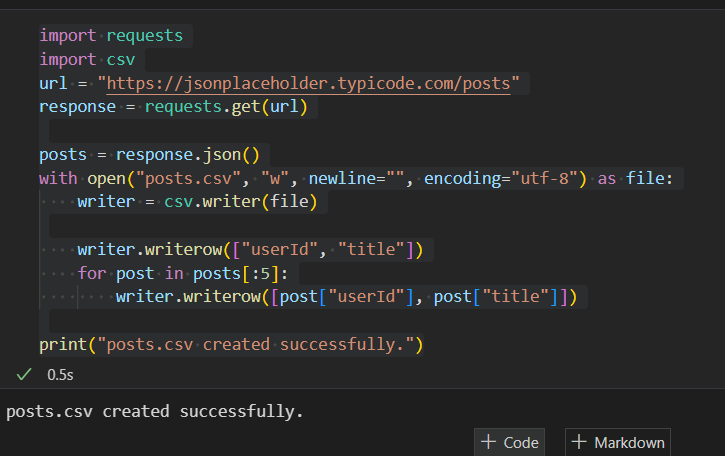 import requests
import csv
url = "https://jsonplaceholder.typicode.com/posts"
response = requests.get(url)
posts = response.json()
with open("posts.csv", "w", newline="", encoding="utf-8") as file:
    writer = csv.writer(file)
    writer.writerow(["userId", "title"])
    for post in posts[:5]:
        writer.writerow([post["userId"], post["title"]])
print("posts.csv created successfully.")
0.5s
posts.csv created successfully.
+ Code + Markdown